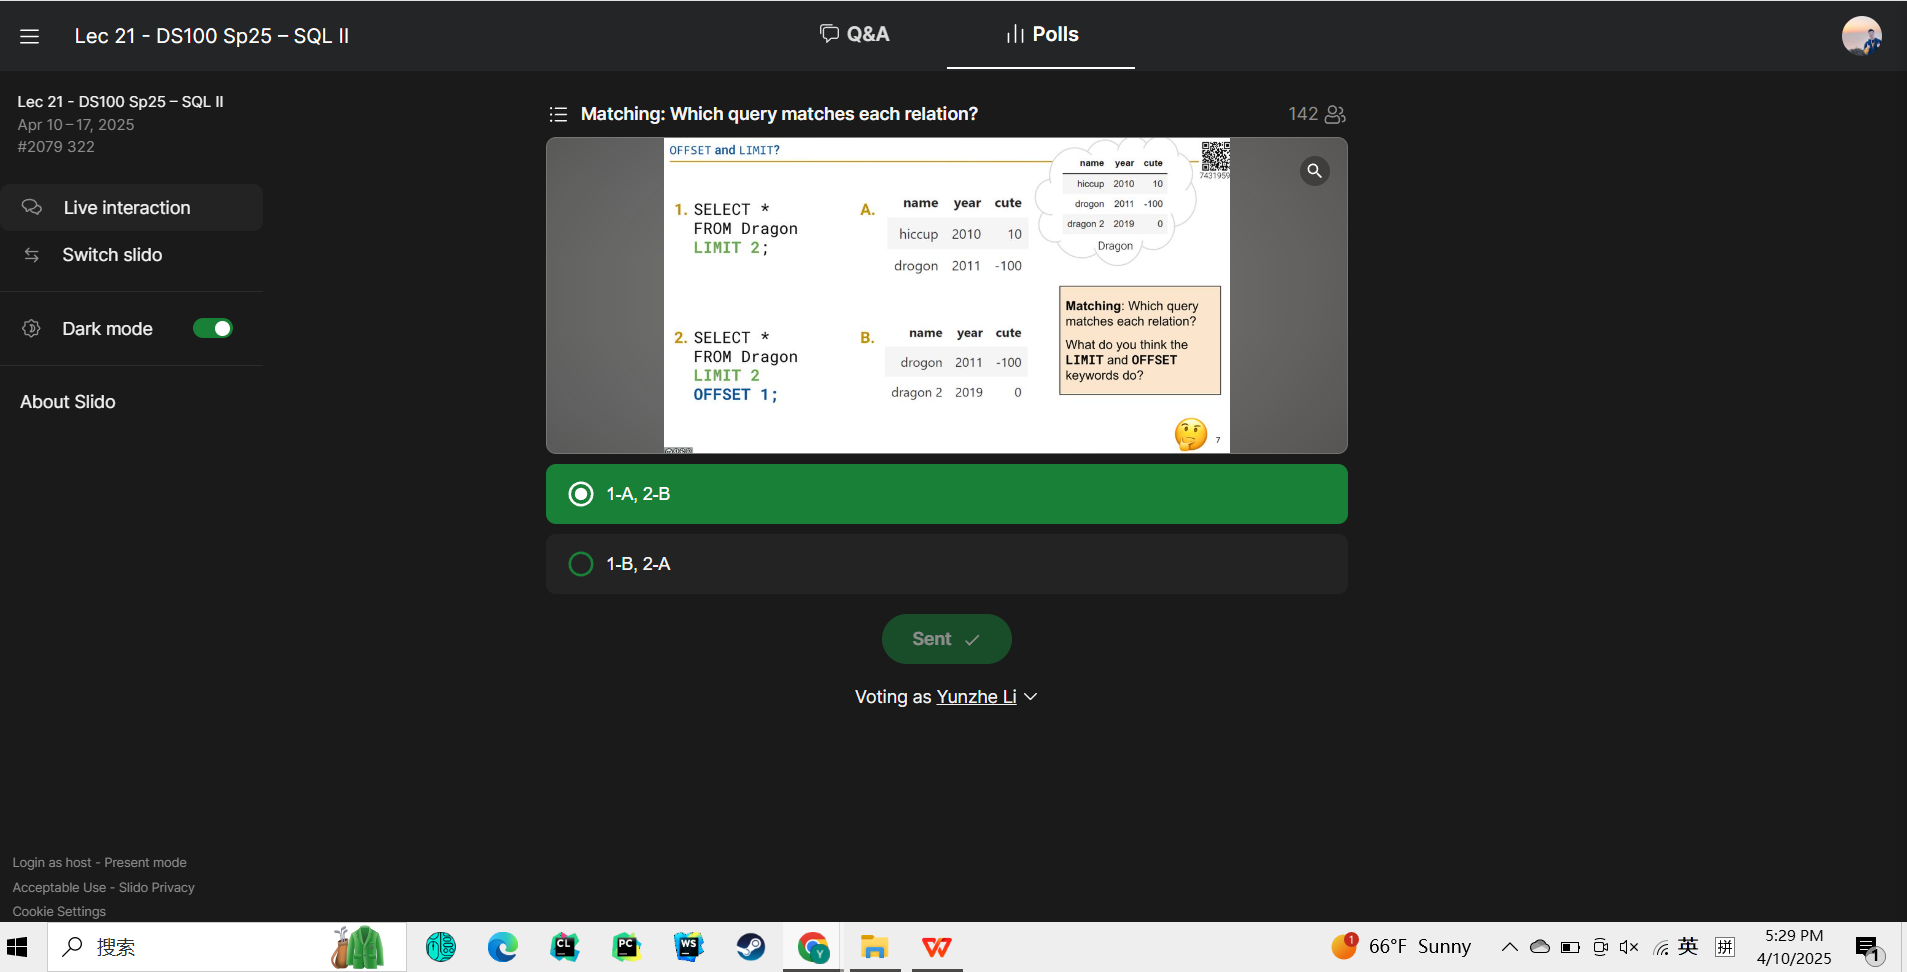 Lec 21 - DS100 Sp25 – SQL II
Q&A
Polls
Lec 21 - DS100 Sp25 – SQL II
Apr 10 – 17, 2025
#2079 322
Live interaction
Switch slido
Dark mode
About Slido
Matching: Which query matches each relation?
142
OFFSET and LIMIT?
1. SELECT *
FROM Dragon
LIMIT 2;
A.
name year cute
hiccup 2010 10
drogon 2011 -100
2. SELECT *
FROM Dragon
LIMIT 2
OFFSET 1;
B.
name year cute
drogon 2011 -100
dragon 2 2019 0
name year cute
hiccup 2010 10
drogon 2011 -100
dragon 2 2019 0
Dragon
7431959
Matching: Which query
matches each relation?
What do you think the
LIMIT and OFFSET
keywords do?
7
1-A, 2-B
1-B, 2-A
Sent
Voting as Yunzhe Li
Login as host - Present mode
Acceptable Use - Slido Privacy
Cookie Settings
搜索
CL
PC
WS
Y
1
66°F Sunny
英
拼
5:29 PM
4/10/2025
1